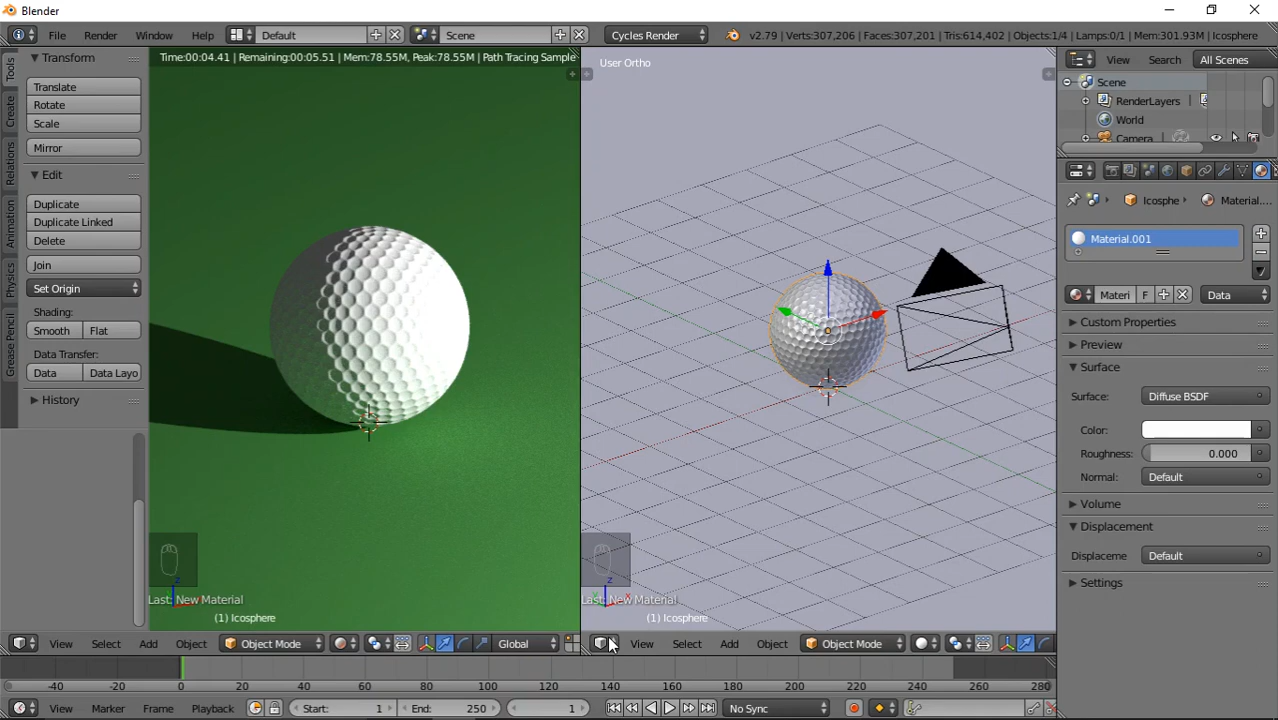 Blender
File Render Window Help Default Scene Cycles Render v2.79 | Verts:307,206 | Faces:307,201 | Tris:614,402 | Objects:1/4 | Lamps:0/1 | Mem:301.93M | Icosphere
Tools
Create
Relations
Animation
Physics
Grease Pencil
Transform
Translate
Rotate
Scale
Mirror
Edit
Duplicate
Duplicate Linked
Delete
Join
Set Origin
Shading:
Smooth Flat
Data Transfer:
Data Data Layo
History
Time:00:04.41 | Remaining:00:05.51 | Mem:78.55M, Peak:78.55M | Path Tracing Sample
z
Last: New Material
(1) Icosphere
User Ortho
z
y x
Last: New Material
(1) Icosphere
View Search All Scenes
Scene
RenderLayers
World
Camera
Icosphe Material....
Material.001
Materi F Data
Custom Properties
Preview
Surface
Surface: Diffuse BSDF
Color:
Roughness: 0.000
Normal: Default
Volume
Displacement
Displaceme Default
Settings
View Select Add Object Object Mode Global
View Select Add Object Object Mode
-40 -20 0 20 40 60 80 100 120 140 160 180 200 220 240 260 280
View Marker Frame Playback Start: 1 End: 250 1 No Sync